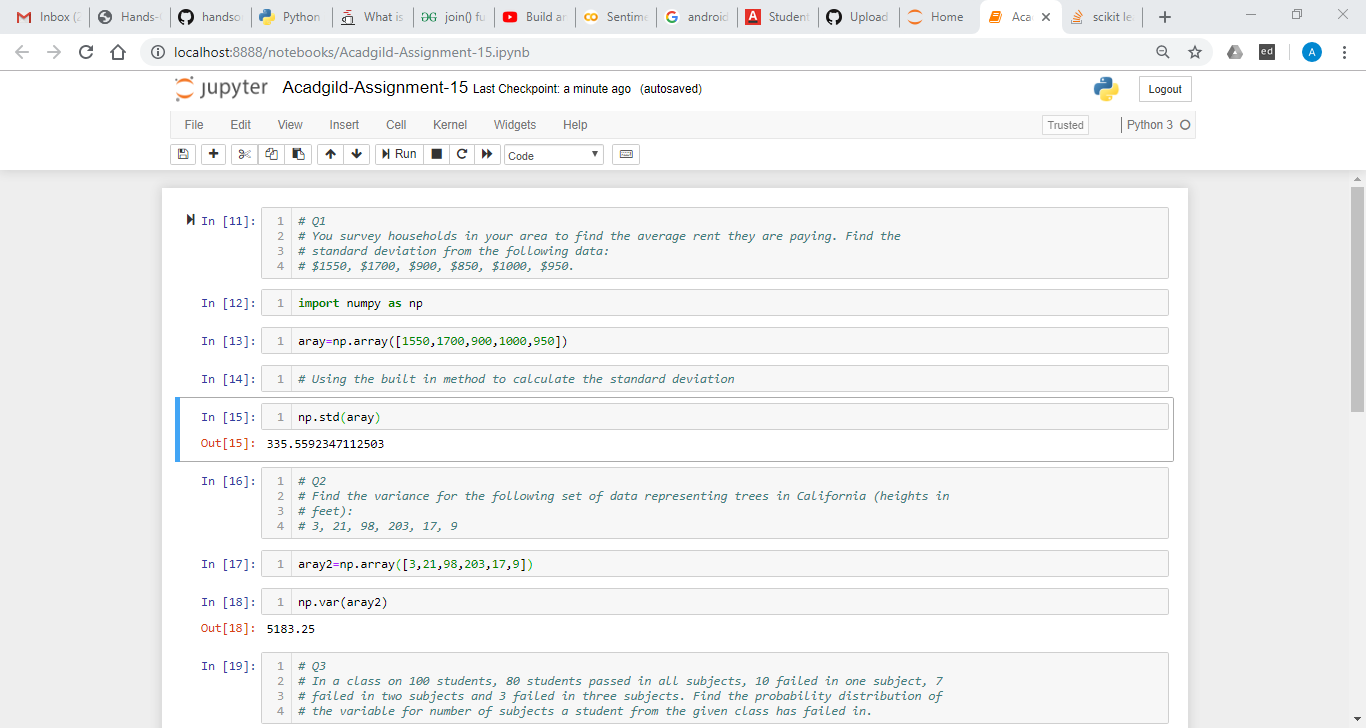 Inbox (2
Hands-
handso
Python
What is
join() fu
Build an
Sentime
android
Student
Upload
Home
Aca
scikit le
localhost:8888/notebooks/Acadgild-Assignment-15.ipynb
ed
A
jupyter Acadgild-Assignment-15 Last Checkpoint: a minute ago (autosaved)
Logout
File Edit View Insert Cell Kernel Widgets Help
Trusted
Python 3
Run
Code
In [11]:
1 # Q1
2 # You survey households in your area to find the average rent they are paying. Find the
3 # standard deviation from the following data:
4 # $1550, $1700, $900, $850, $1000, $950.
In [12]: 1 import numpy as np
In [13]: 1 aray=np.array([1550,1700,900,1000,950])
In [14]: 1 # Using the built in method to calculate the standard deviation
In [15]: 1 np.std(aray)
Out[15]: 335.5592347112503
In [16]:
1 # Q2
2 # Find the variance for the following set of data representing trees in California (heights in
3 # feet):
4 # 3, 21, 98, 203, 17, 9
In [17]: 1 aray2=np.array([3,21,98,203,17,9])
In [18]: 1 np.var(aray2)
Out[18]: 5183.25
In [19]:
1 # Q3
2 # In a class on 100 students, 80 students passed in all subjects, 10 failed in one subject, 7
3 # failed in two subjects and 3 failed in three subjects. Find the probability distribution of
4 # the variable for number of subjects a student from the given class has failed in.